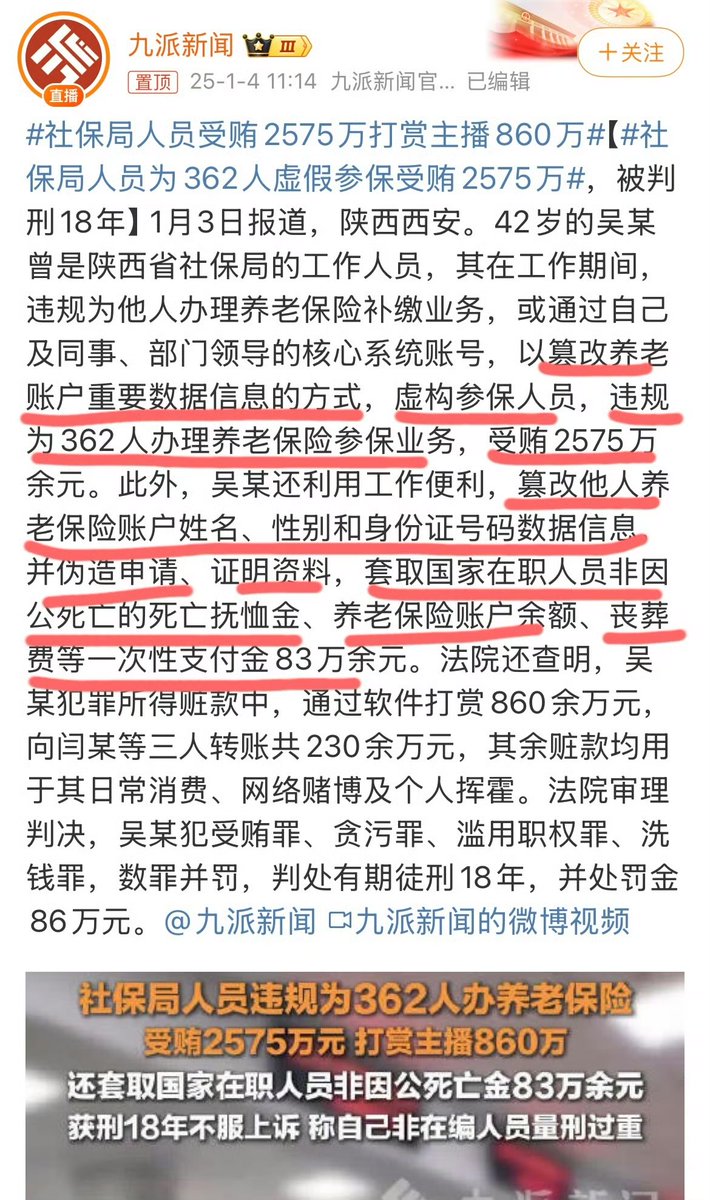 九派新闻 III
+关注
直播
置顶 25-1-4 11:14 九派新闻官... 已编辑
#社保局人员受贿2575万打赏主播860万#【#社
保局人员为362人虚假参保受贿2575万#，被判
刑18年】1月3日报道，陕西西安。42岁的吴某
曾是陕西省社保局的工作人员，其在工作期间，
违规为他人办理养老保险补缴业务，或通过自己
及同事、部门领导的核心系统账号，以篡改养老
账户重要数据信息的方式，虚构参保人员，违规
为362人办理养老保险参保业务，受贿2575万
余元。此外，吴某还利用工作便利，篡改他人养
老保险账户姓名、性别和身份证号码数据信息
并伪造申请、证明资料，套取国家在职人员非因
公死亡的死亡抚恤金、养老保险账户余额、丧葬
费等一次性支付金83万余元。法院还查明，吴
某犯罪所得赃款中，通过软件打赏860余万元，
向闫某等三人转账共230余万元，其余赃款均用
于其日常消费、网络赌博及个人挥霍。法院审理
判决，吴某犯受贿罪、贪污罪、滥用职权罪、洗
钱罪，数罪并罚，判处有期徒刑18年，并处罚金
86万元。@九派新闻 九派新闻的微博视频
社保局人员违规为362人办养老保险
受贿2575万元 打赏主播860万
还套取国家在职人员非因公死亡金83万余元
获刑18年不服上诉 称自己非在编人员量刑过重